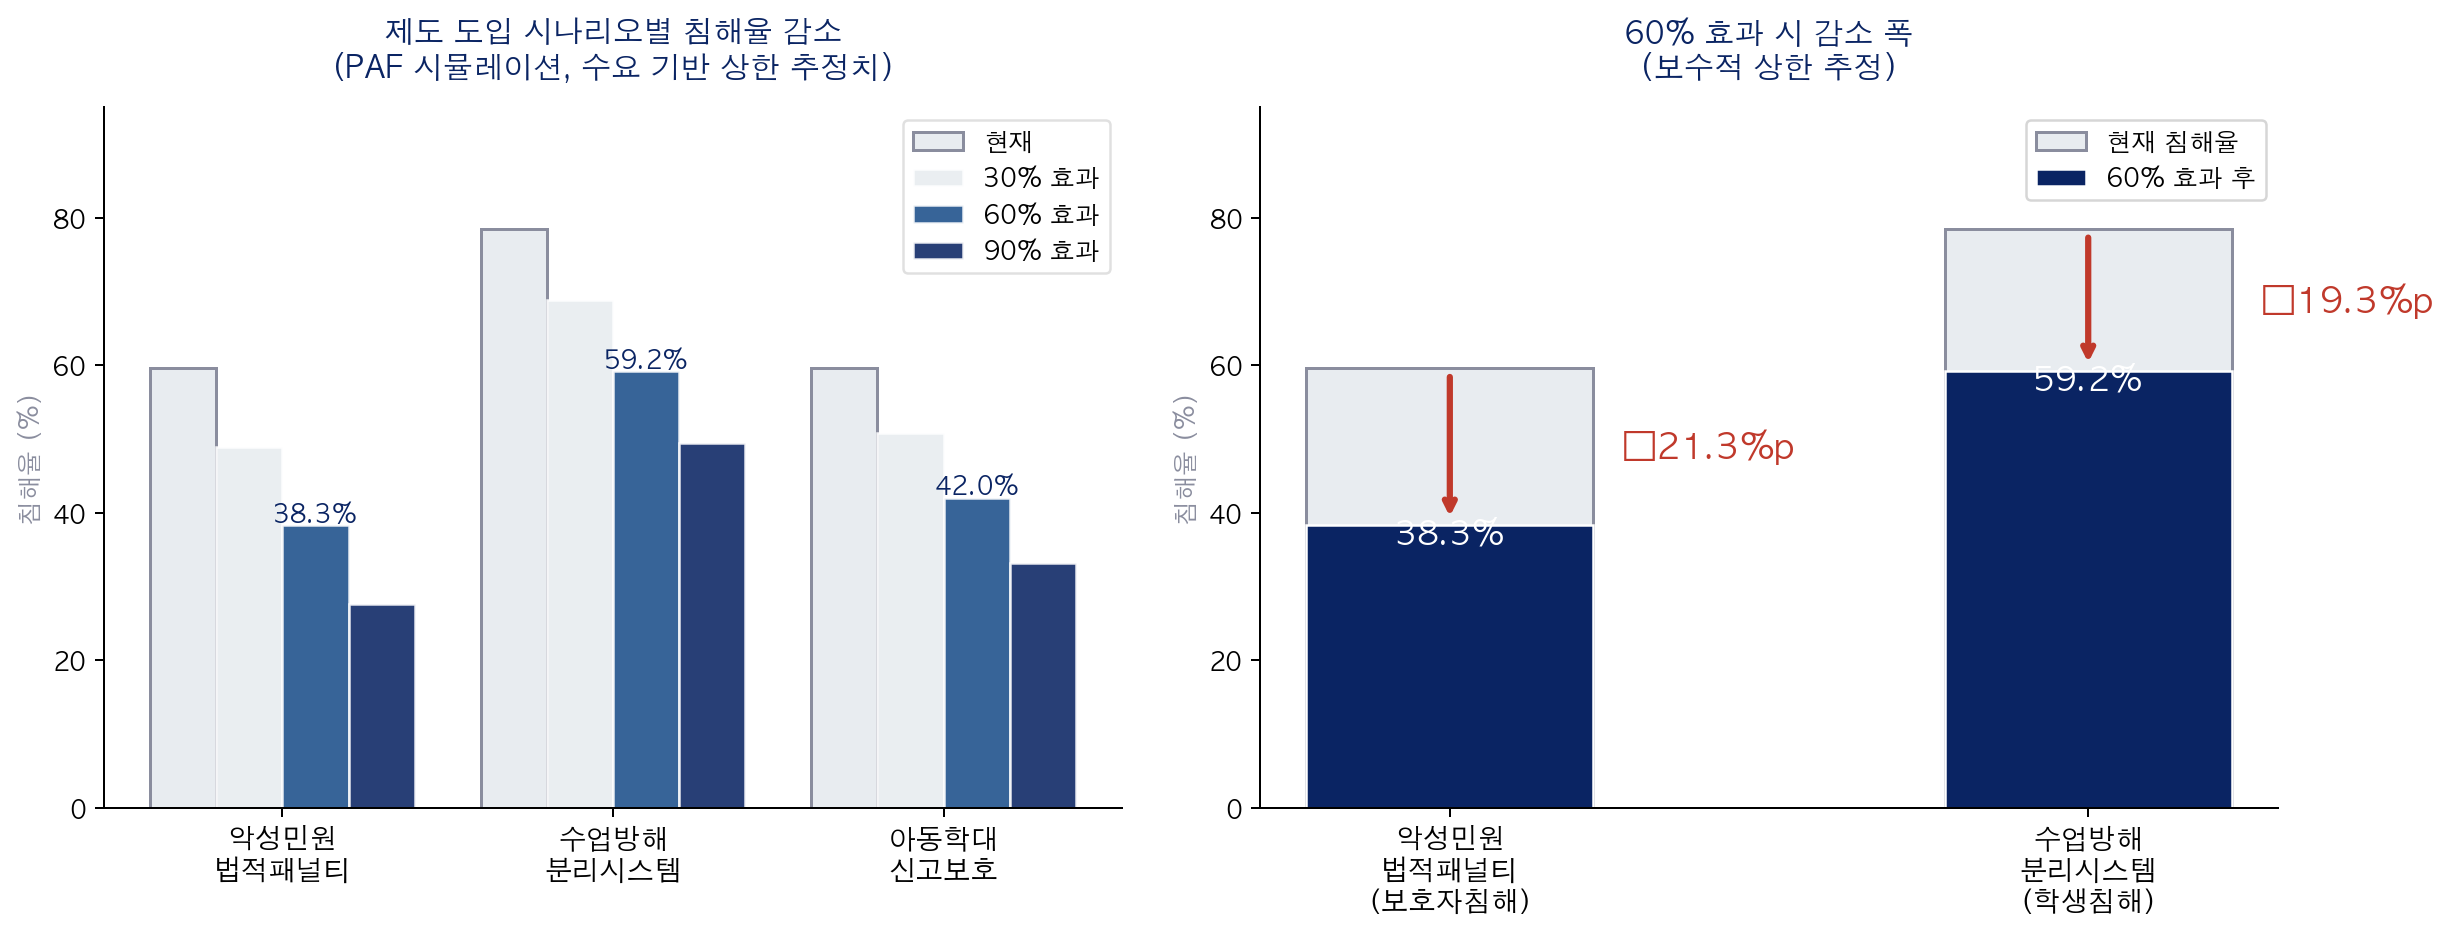 제도 도입 시나리오별 침해율 감소
(PAF 시뮬레이션, 수요 기반 상한 추정치)
침해율 (%)
80
60
40
20
0
현재
30% 효과
60% 효과
90% 효과
38.3%
59.2%
42.0%
악성민원
법적패널티
수업방해
분리시스템
아동학대
신고보호
60% 효과 시 감소 폭
(보수적 상한 추정)
침해율 (%)
80
60
40
20
0
현재 침해율
60% 효과 후
□21.3%p
38.3%
□19.3%p
59.2%
악성민원
법적패널티
(보호자침해)
수업방해
분리시스템
(학생침해)